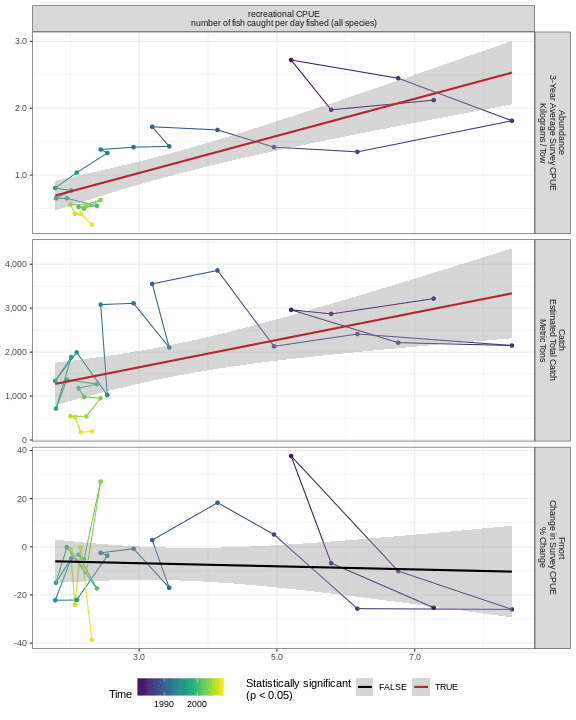 recreational CPUE
number of fish caught per day fished (all species)
3.0
2.0
1.0
Abundance
3-Year Average Survey CPUE
Kilograms / Tow
4,000
3,000
2,000
1,000
0
Catch
Estimated Total Catch
Metric Tons
40
20
0
-20
-40
Fmort
Change in Survey CPUE
% Change
3.0
5.0
7.0
Time
1990
2000
Statistically significant
(p < 0.05)
FALSE
TRUE